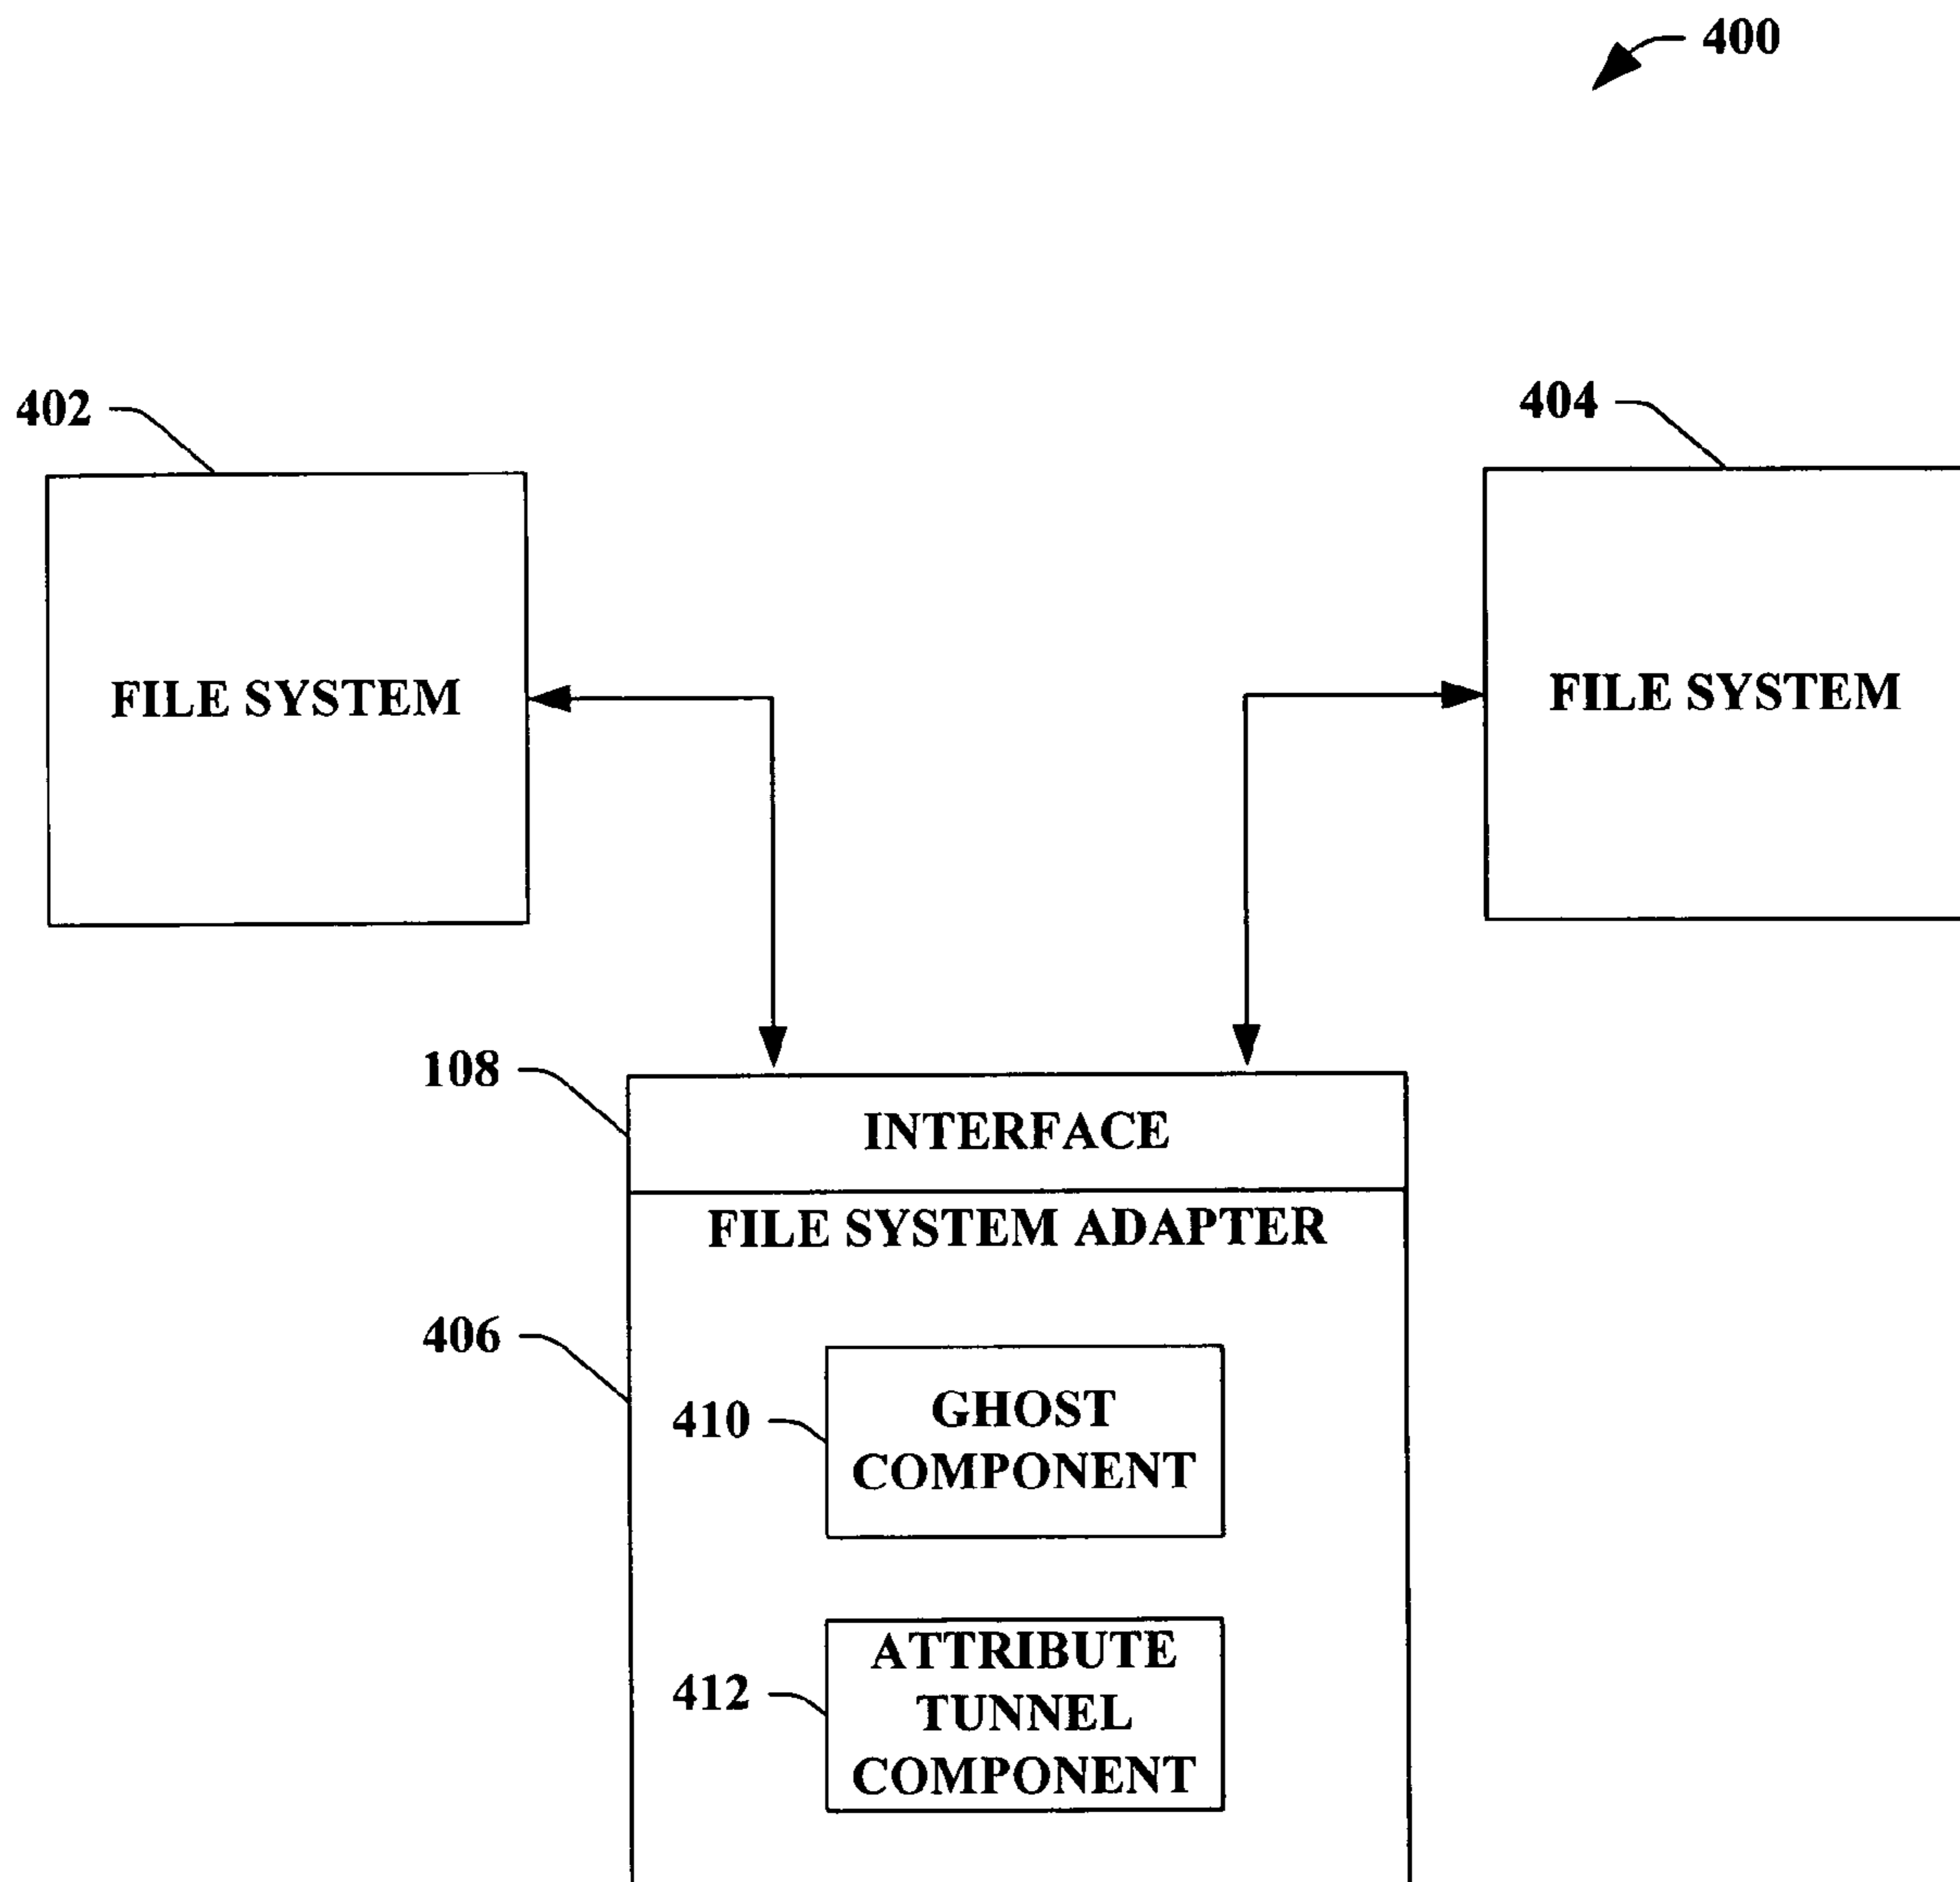 400
402
404
FILE SYSTEM
FILE SYSTEM
108
INTERFACE
FILE SYSTEM ADAPTER
406
410
GHOST
COMPONENT
412
ATTRIBUTE
TUNNEL
COMPONENT